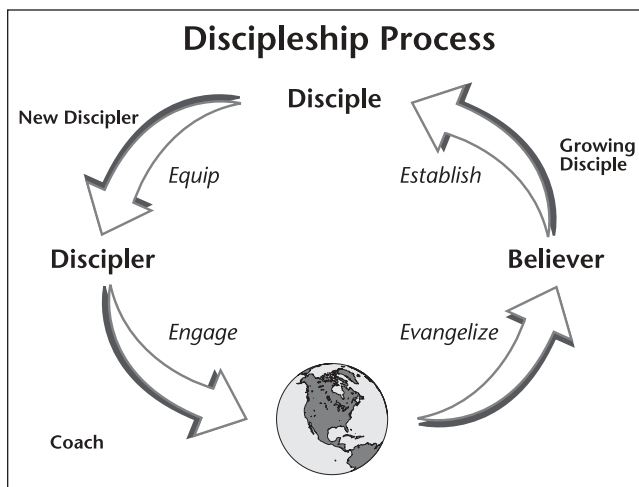 Discipleship Process
Disciple
New Discipler
Growing
Disciple
Equip
Establish
Discipler
Believer
Engage
Evangelize
Coach